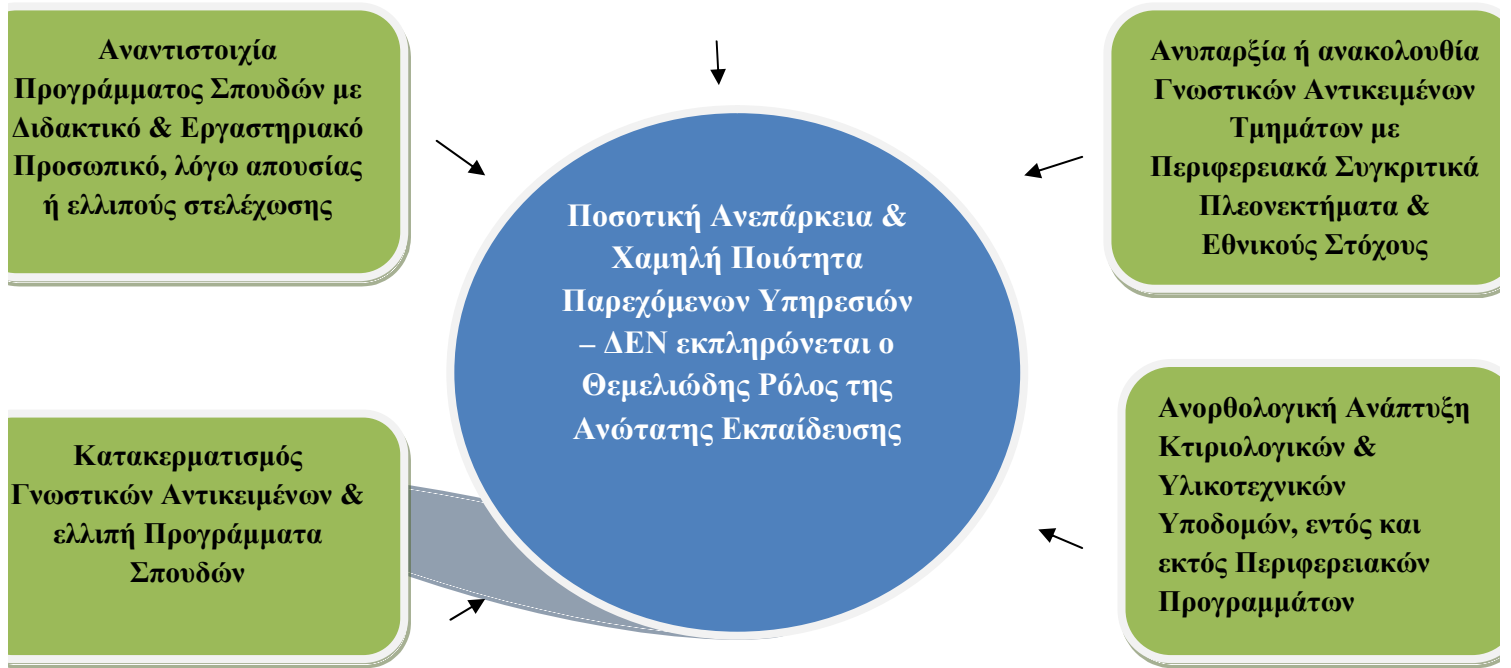 Αναντιστοιχία
Προγράμματος Σπουδών με
Διδακτικό & Εργαστηριακό
Προσωπικό, λόγω απουσίας
ή ελλιπούς στελέχωσης
Ανυπαρξία ή ανακολουθία
Γνωστικών Αντικειμένων
Τμημάτων με
Περιφερειακά Συγκριτικά
Πλεονεκτήματα &
Εθνικούς Στόχους
Ποσοτική Ανεπάρκεια &
Χαμηλή Ποιότητα
Παρεχόμενων Υπηρεσιών
– ΔΕΝ εκπληρώνεται ο
Θεμελιώδης Ρόλος της
Ανώτατης Εκπαίδευσης
Κατακερματισμός
Γνωστικών Αντικειμένων &
ελλιπή Προγράμματα
Σπουδών
Ανορθολογική Ανάπτυξη
Κτιριολογικών &
Υλικοτεχνικών
Υποδομών, εντός και
εκτός Περιφερειακών
Προγραμμάτων